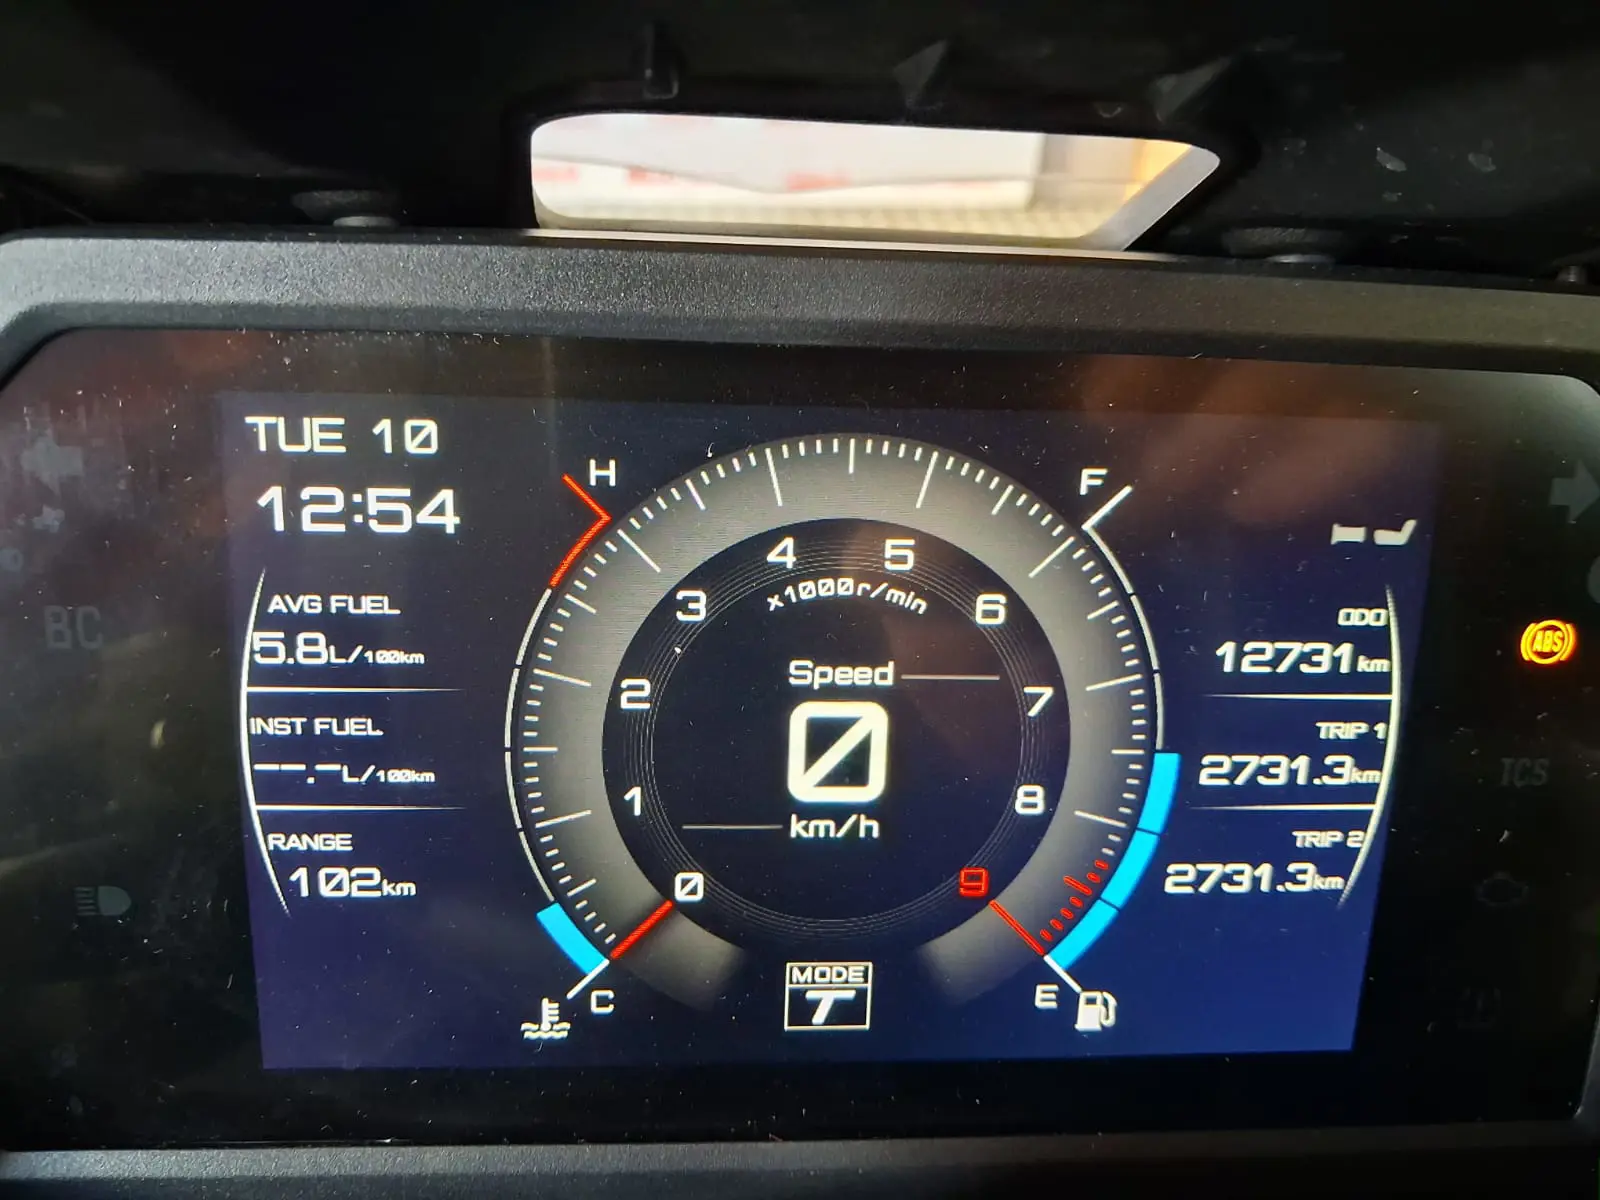 TUE 10
12:54
AVG FUEL
5.8L/100km
INST FUEL
--.-L/100km
RANGE
102km
H
C
0
1
2
3
4
5
6
7
8
9
x1000r/min
Speed
0
km/h
MODE
T
F
E
ODO
12731km
TRIP 1
2731.3km
TRIP 2
2731.3km
BC
ABS
TCS